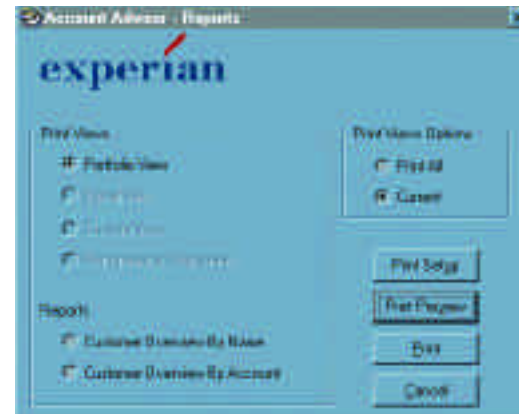 Account Advisor - Reports
experian
Print Views
Portfolio View
Reports
Customer Overview By Name
Customer Overview By Account
Print Views Options
Print All
Current
Print Setup
Print Preview
Print
Cancel